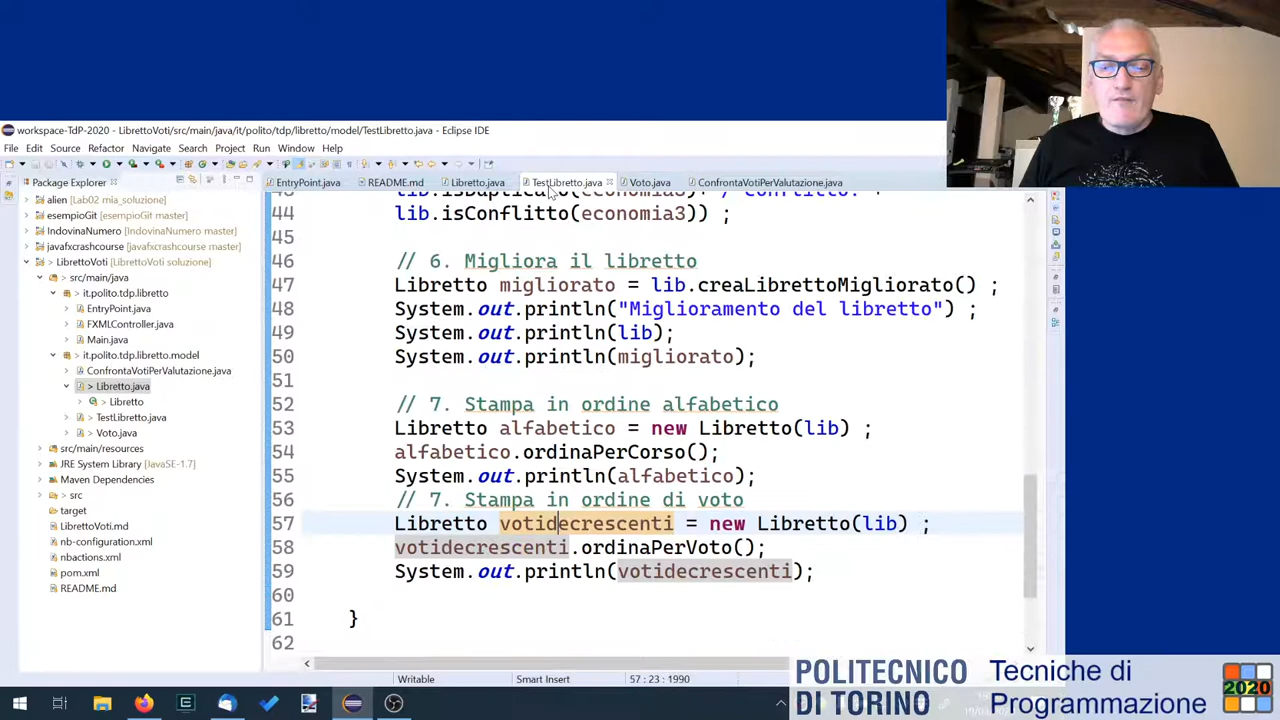 workspace-TdP-2020 - LibrettoVoti/src/main/java/it/polito/tdp/libretto/model/TestLibretto.java - Eclipse IDE
File Edit Source Refactor Navigate Search Project Run Window Help
Package Explorer
EntryPoint.java README.md Libretto.java TestLibretto.java Voto.java ConfrontaVotiPerValutazione.java
alien [Lab02 mia_soluzione]
esempioGit [esempioGit master]
IndovinaNumero [IndovinaNumero master]
javafxcrashcourse [javafxcrashcourse master]
LibrettoVoti [LibrettoVoti soluzione]
src/main/java
it.polito.tdp.libretto
EntryPoint.java
FXMLController.java
Main.java
it.polito.tdp.libretto.model
ConfrontaVotiPerValutazione.java
> Libretto.java
> Libretto
> TestLibretto.java
> Voto.java
src/main/resources
JRE System Library [JavaSE-1.7]
Maven Dependencies
> src
target
LibrettoVoti.md
nb-configuration.xml
nbactions.xml
pom.xml
README.md
44 lib.isConflitto(economia3)) ;
45
46 // 6. Migliora il libretto
47 Libretto migliorato = lib.creaLibrettoMigliorato() ;
48 System.out.println("Miglioramento del libretto") ;
49 System.out.println(lib);
50 System.out.println(migliorato);
51
52 // 7. Stampa in ordine alfabetico
53 Libretto alfabetico = new Libretto(lib) ;
54 alfabetico.ordinaPerCorso();
55 System.out.println(alfabetico);
56 // 7. Stampa in ordine di voto
57 Libretto votidecrescenti = new Libretto(lib) ;
58 votidecrescenti.ordinaPerVoto();
59 System.out.println(votidecrescenti);
60
61 }
62
Writable Smart Insert 57 : 23 : 1990
POLITECNICO
DI TORINO
Tecniche di
Programmazione
2020